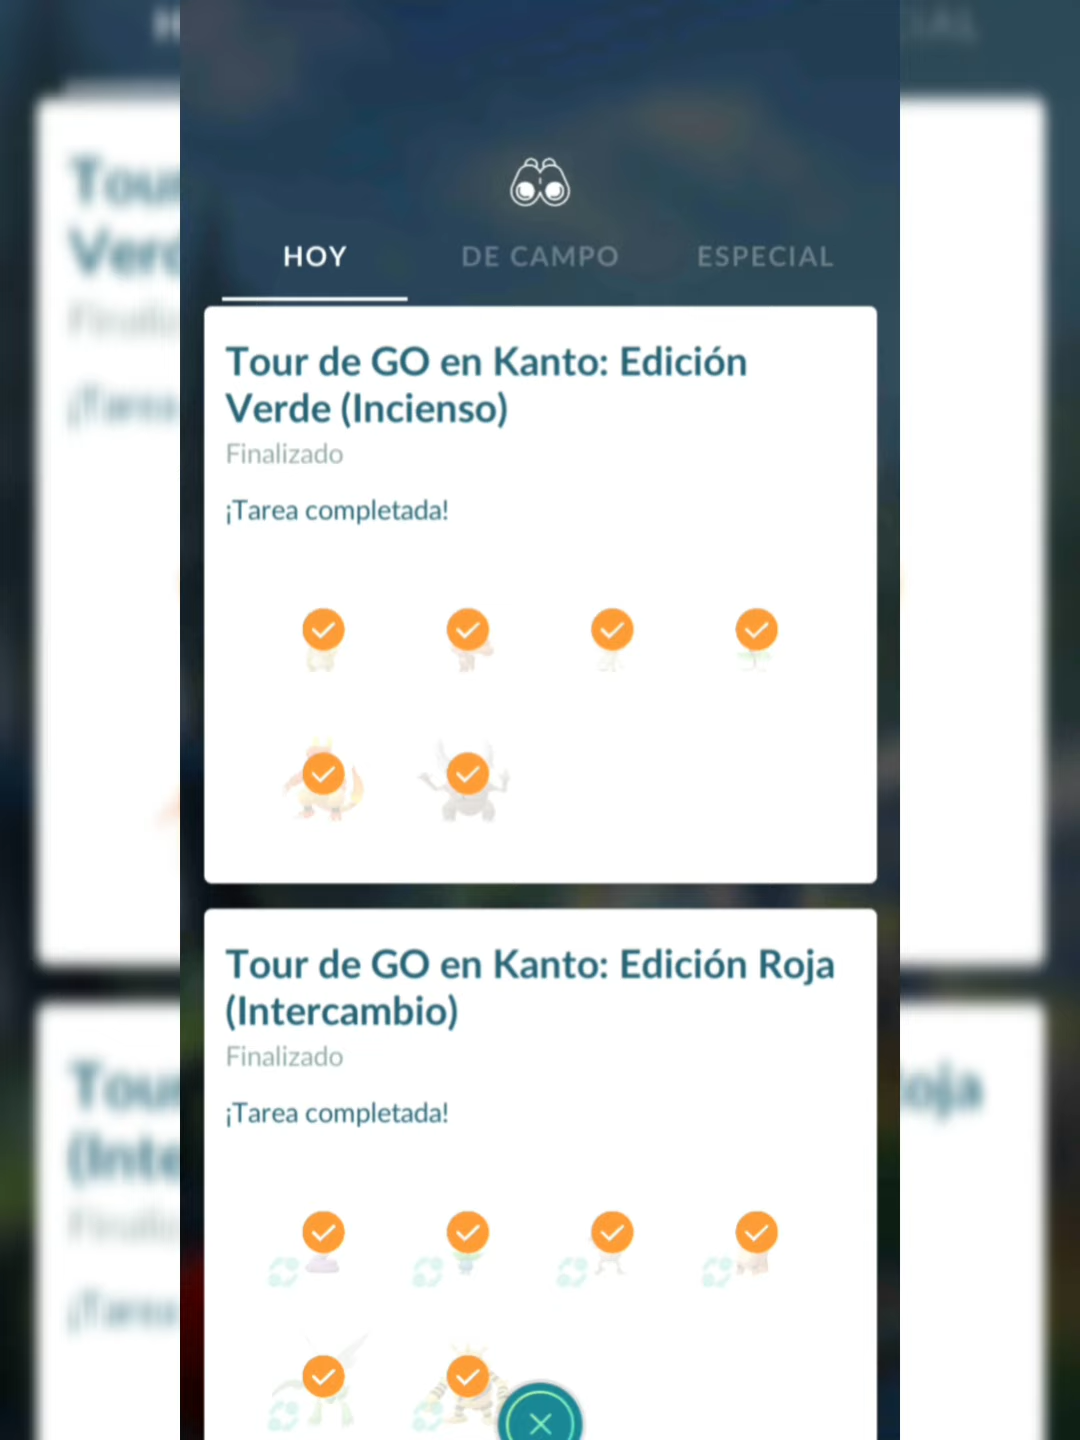 HOY DE CAMPO ESPECIAL
Tour de GO en Kanto: Edición
Verde (Incienso)
Finalizado
¡Tarea completada!
Tour de GO en Kanto: Edición Roja
(Intercambio)
Finalizado
¡Tarea completada!